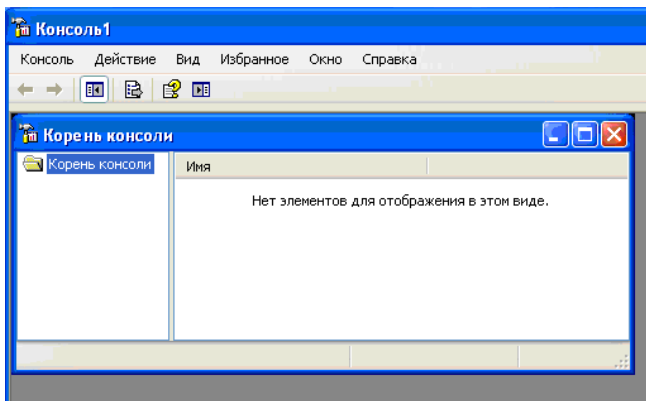 Консоль1
Консоль Действие Вид Избранное Окно Справка
Корень консоли
Корень консоли Имя
Нет элементов для отображения в этом виде.